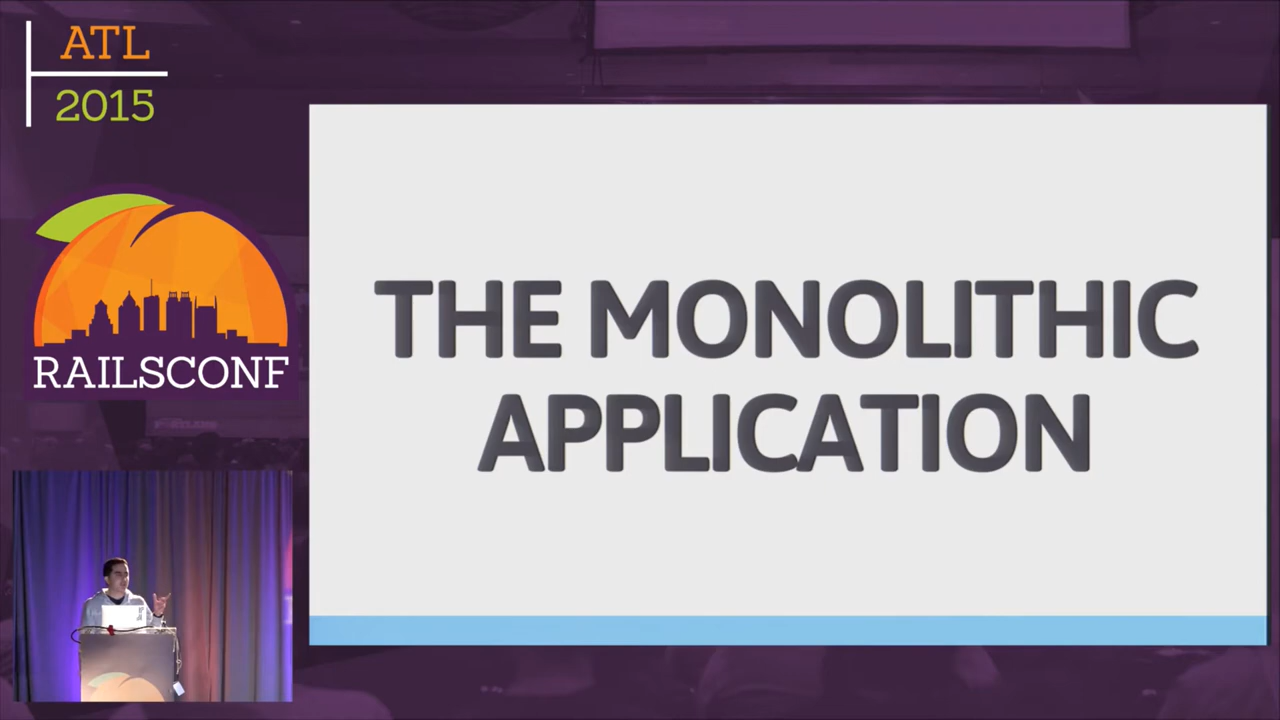 ATL
2015
RAILSCONF
THE MONOLITHIC
APPLICATION